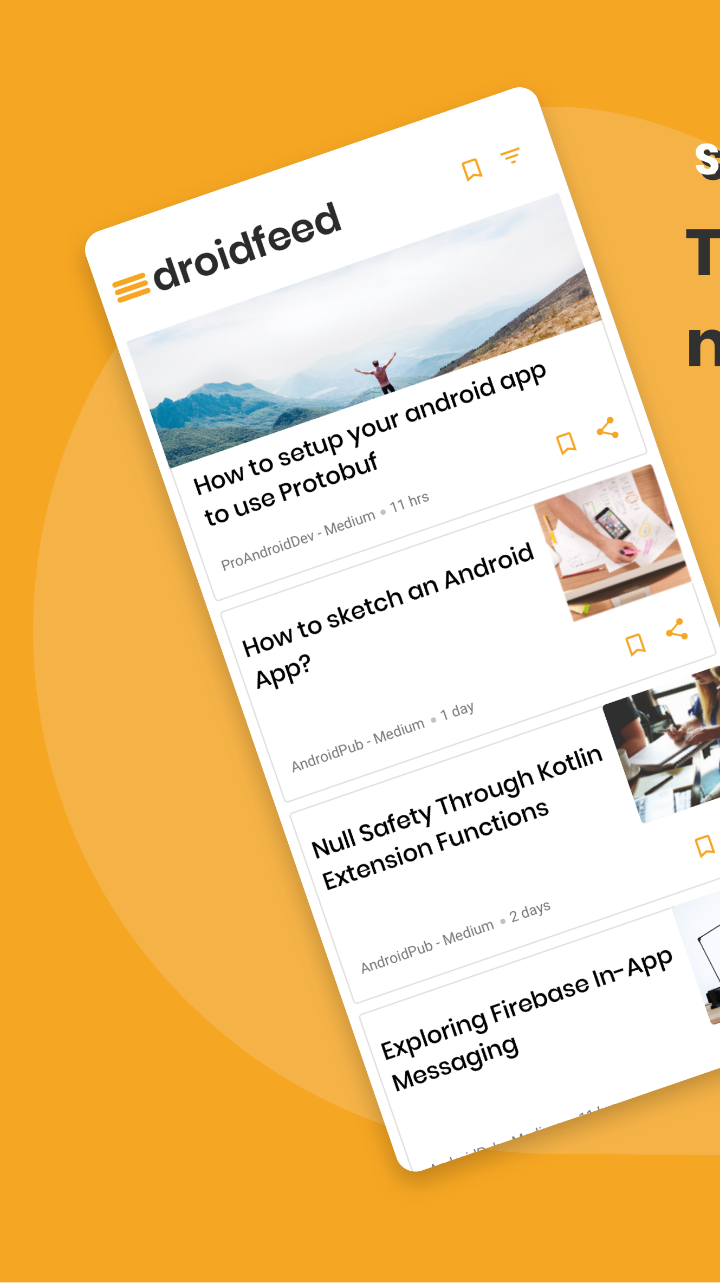 droidfeed
How to setup your android app
to use Protobuf
ProAndroidDev - Medium • 11 hrs
How to sketch an Android
App?
AndroidPub - Medium • 1 day
Null Safety Through Kotlin
Extension Functions
AndroidPub - Medium • 2 days
Exploring Firebase In-App
Messaging
S
T